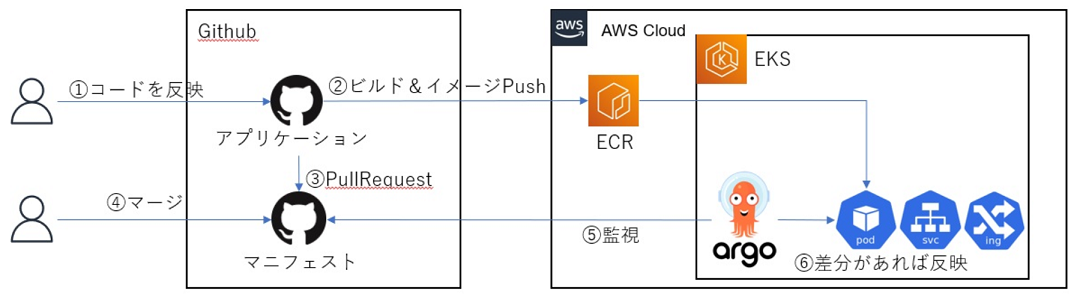 Github
aws
AWS Cloud
EKS
①コードを反映
②ビルド＆イメージPush
アプリケーション
ECR
③PullRequest
④マージ
マニフェスト
⑤監視
argo
pod
svc
ing
⑥差分があれば反映